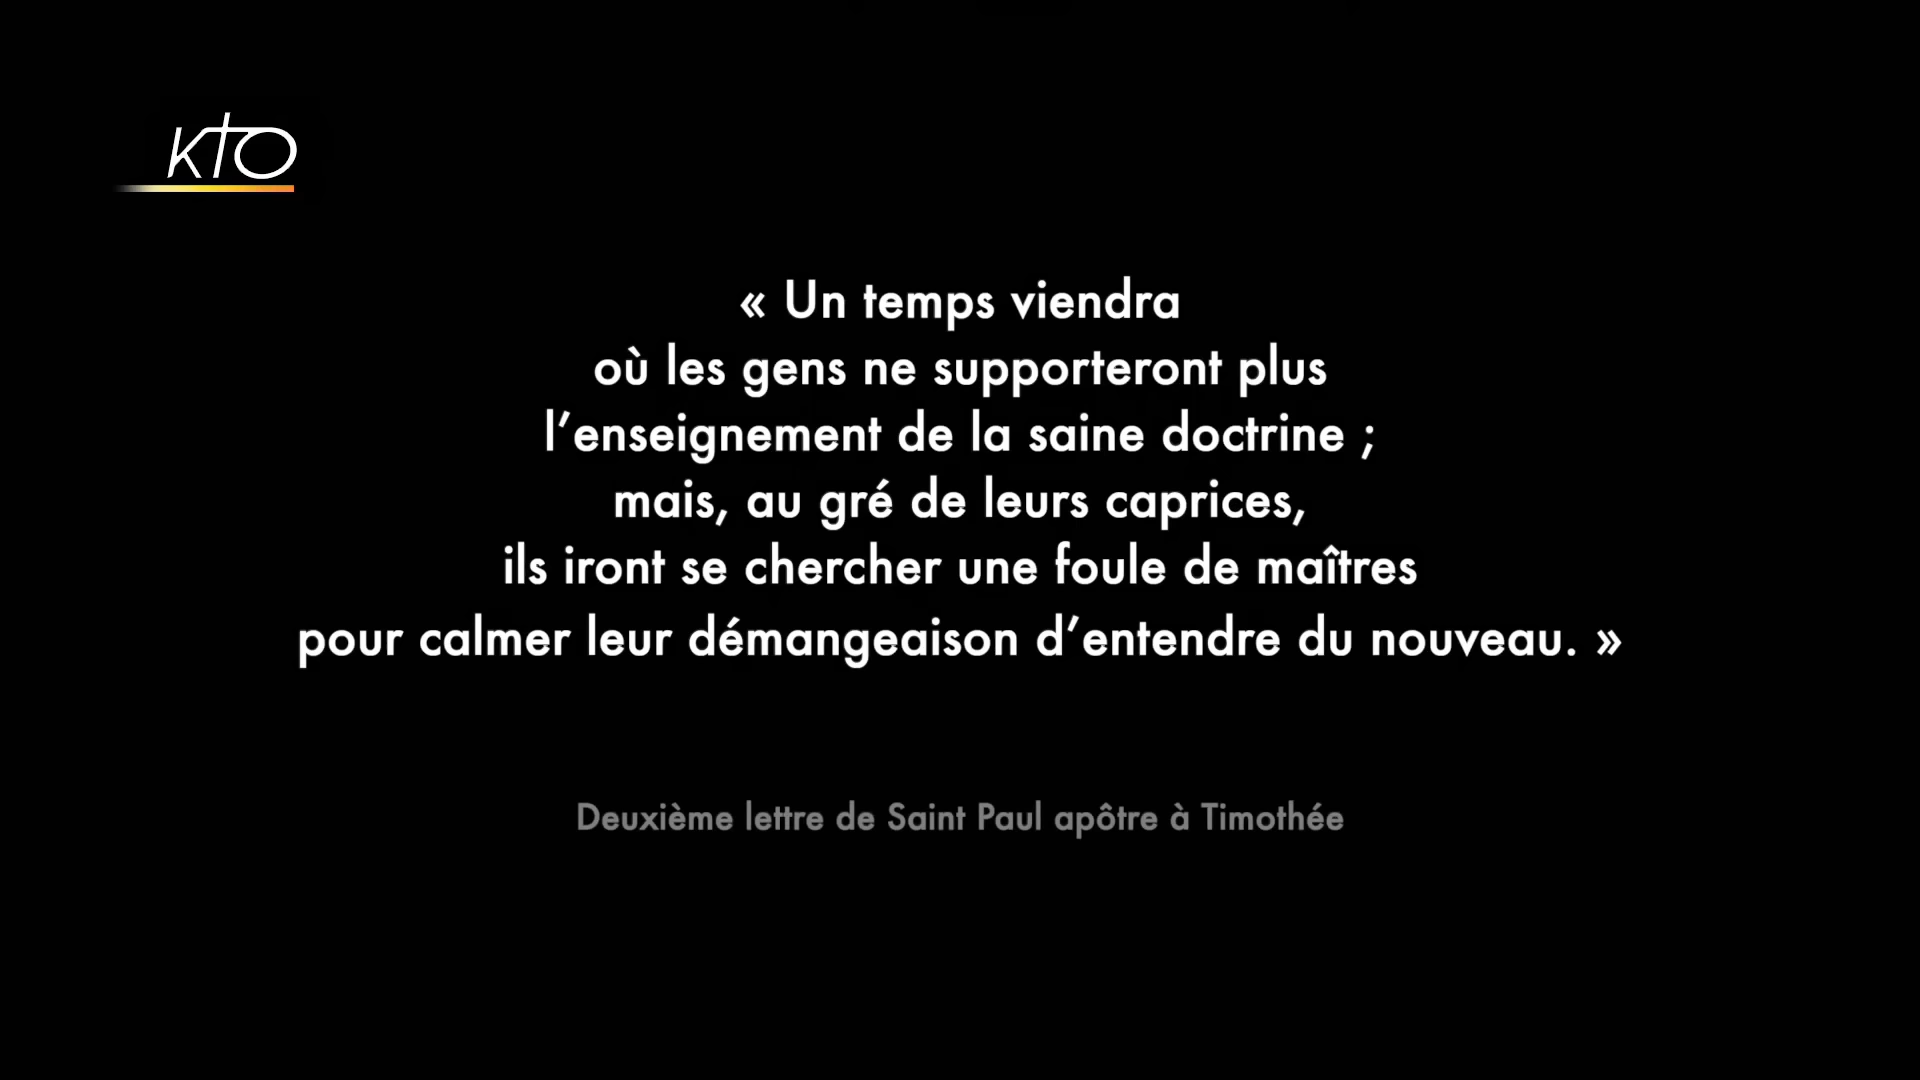 KTO
« Un temps viendra
où les gens ne supporteront plus
l’enseignement de la saine doctrine ;
mais, au gré de leurs caprices,
ils iront se chercher une foule de maîtres
pour calmer leur démangeaison d’entendre du nouveau. »
Deuxième lettre de Saint Paul apôtre à Timothée